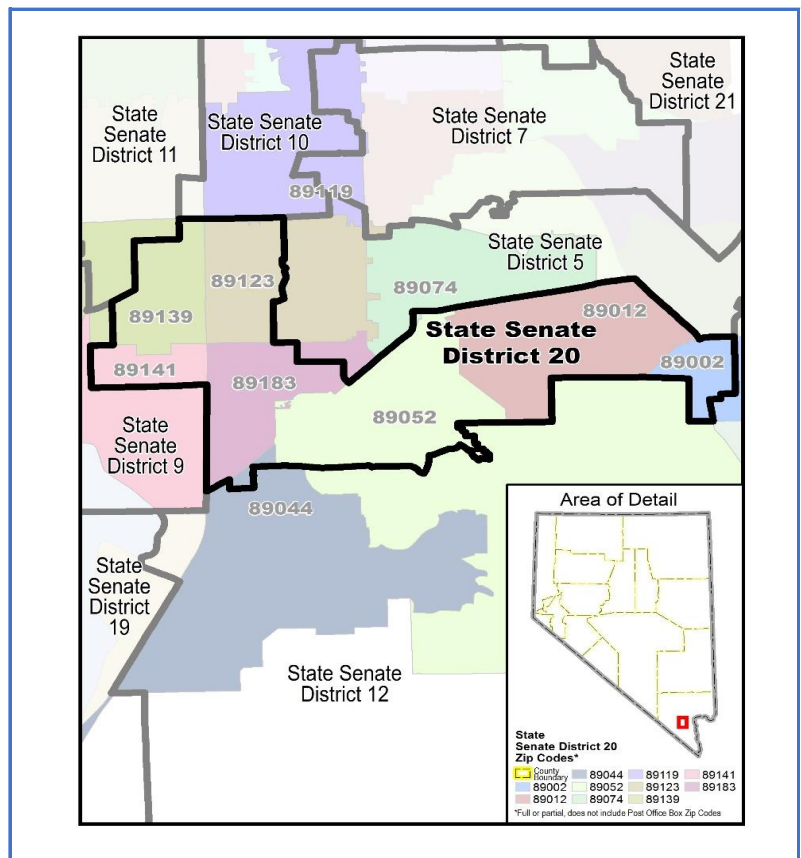 State
Senate
District 11
State Senate
District 10
State Senate
District 7
State
Senate
District 21
89119
State Senate
District 5
89123
89074
89139
89012
State Senate
District 20
89141
89183
89002
89052
State
Senate
District 9
89044
State
Senate
District
19
State Senate
District 12
Area of Detail
State
Senate District 20
Zip Codes*
County
Boundary
89002
89012
89044
89052
89074
89119
89123
89139
89141
89183
*Full or partial, does not include Post Office Box Zip Codes